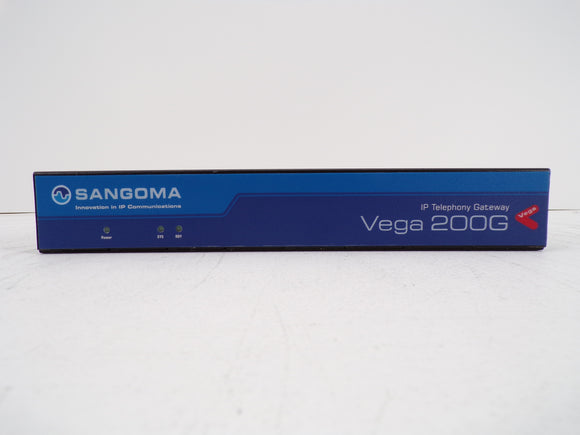 SANGOMA
Innovation in IP Communications
IP Telephony Gateway
Vega 200G
Vega
Power SYS RDY